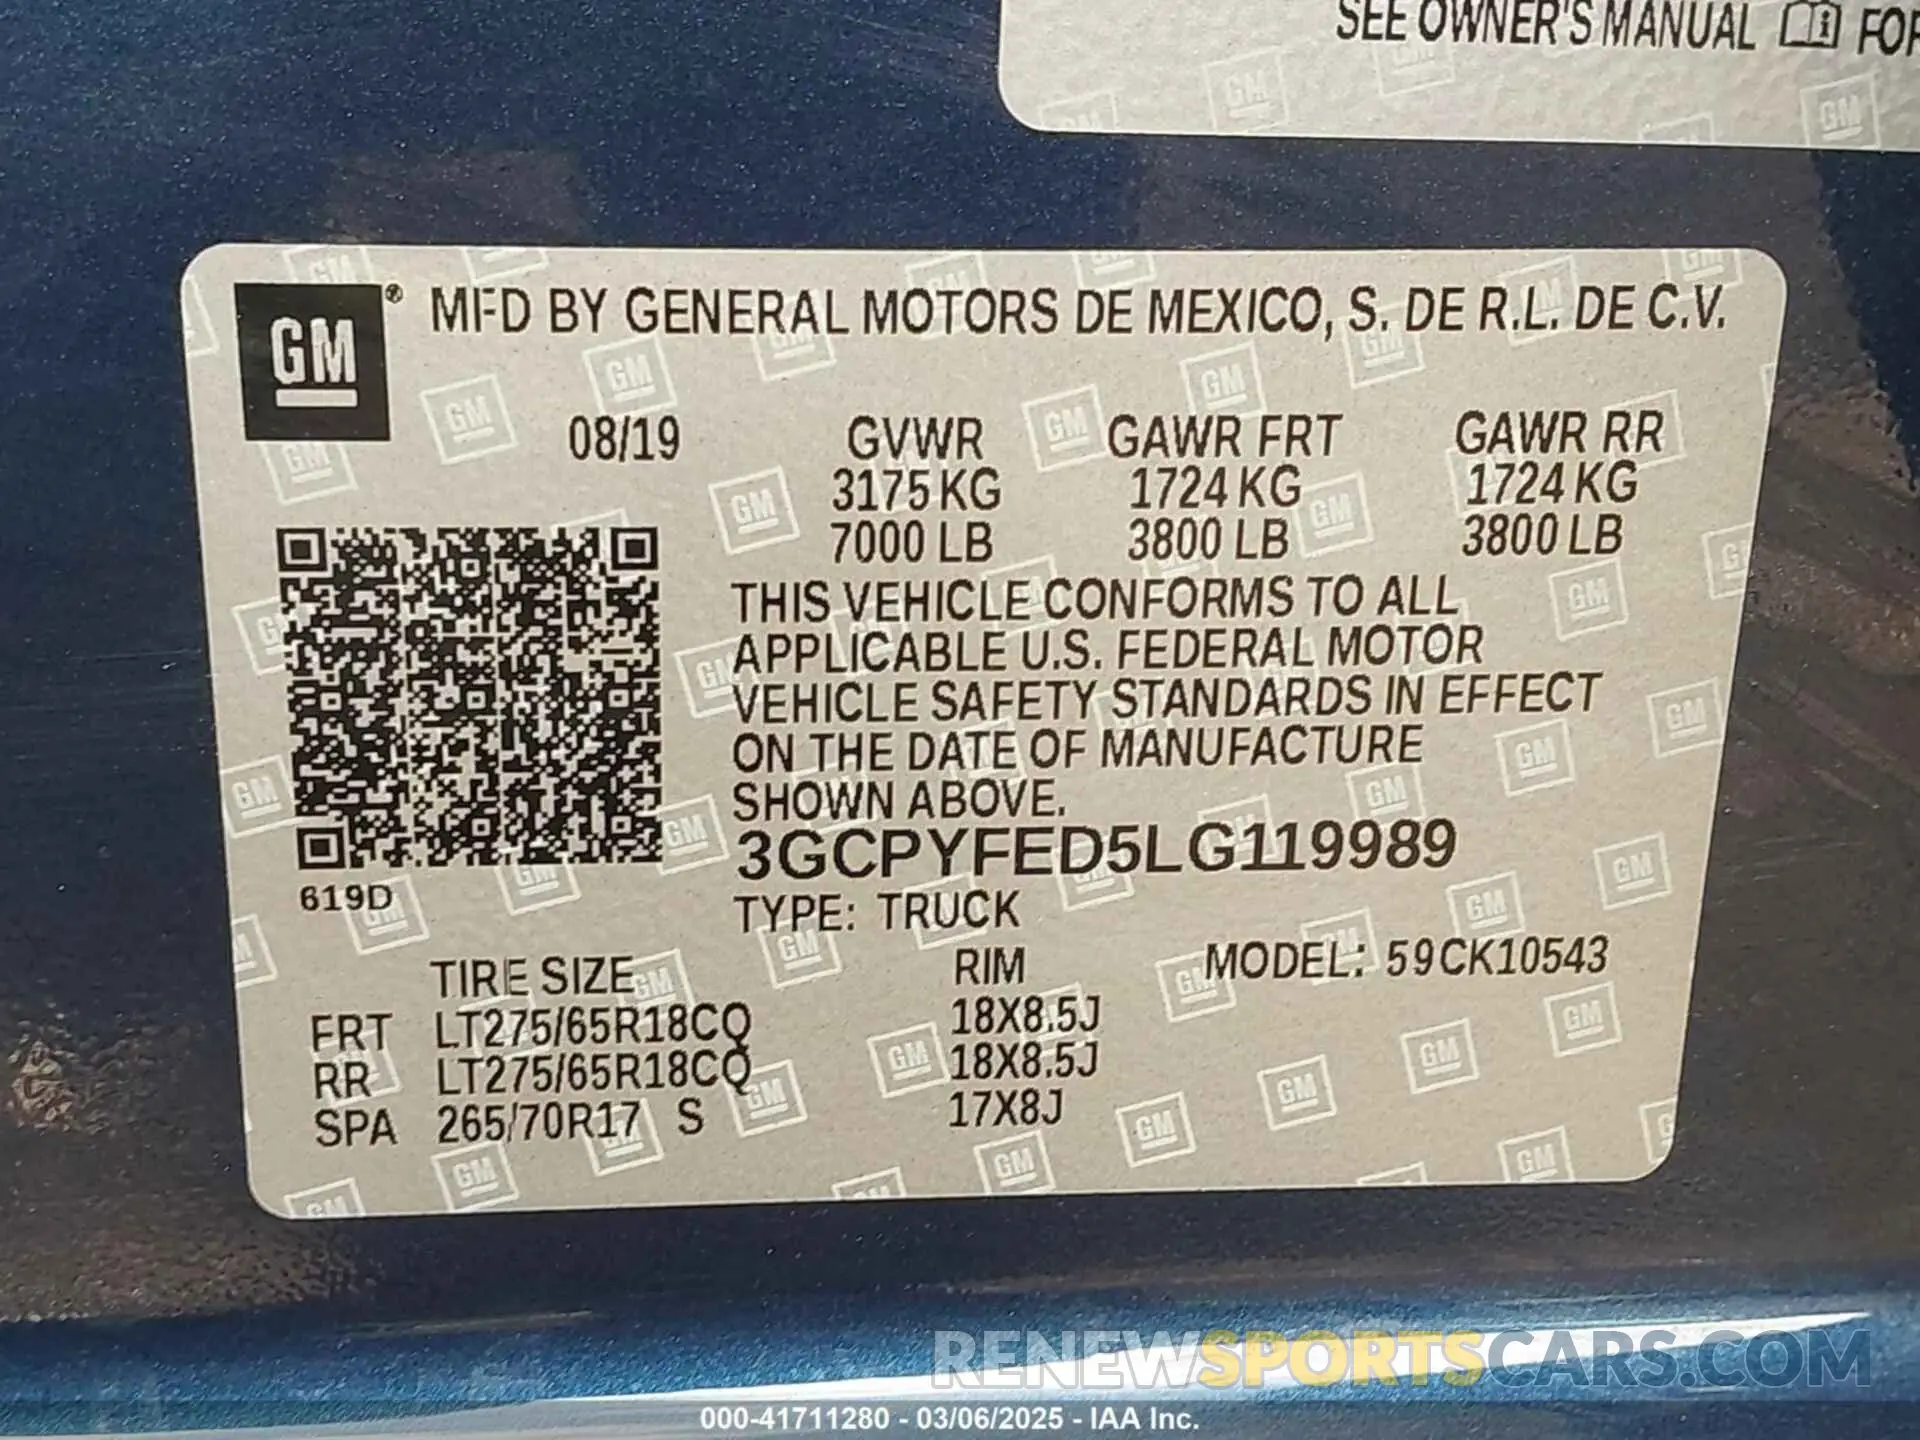 SEE OWNER'S MANUAL FOR
GM
® MFD BY GENERAL MOTORS DE MEXICO, S. DE R.L. DE C.V.
08/19 GVWR GAWR FRT GAWR RR
3175 KG 1724 KG 1724 KG
7000 LB 3800 LB 3800 LB
THIS VEHICLE CONFORMS TO ALL
APPLICABLE U.S. FEDERAL MOTOR
VEHICLE SAFETY STANDARDS IN EFFECT
ON THE DATE OF MANUFACTURE
SHOWN ABOVE.
3GCPYFED5LG119989
619D
TYPE: TRUCK
TIRE SIZE RIM MODEL: 59CK10543
FRT LT275/65R18CQ 18X8.5J
RR LT275/65R18CQ 18X8.5J
SPA 265/70R17 S 17X8J
RENEWSPORTSCARS.COM
000-41711280 - 03/06/2025 - IAA Inc.